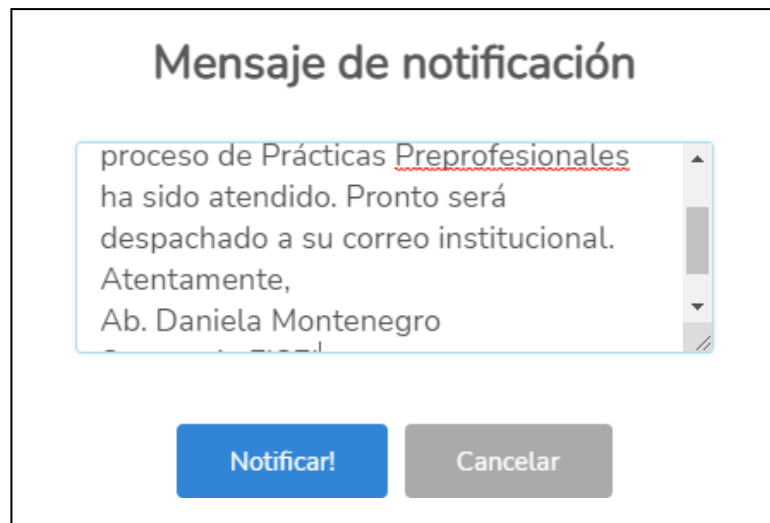 Mensaje de notificación
proceso de Prácticas Preprofesionales
ha sido atendido. Pronto será
despachado a su correo institucional.
Atentamente,
Ab. Daniela Montenegro
Notificar!
Cancelar